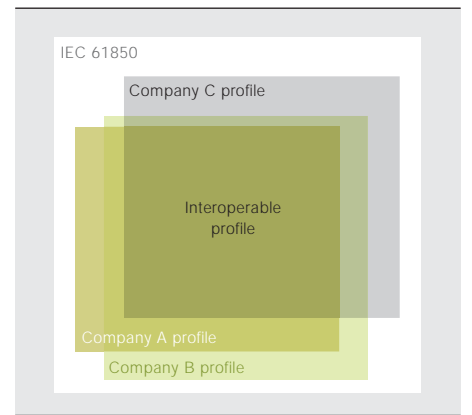 IEC 61850
Company C profile
Interoperable
profile
Company A profile
Company B profile